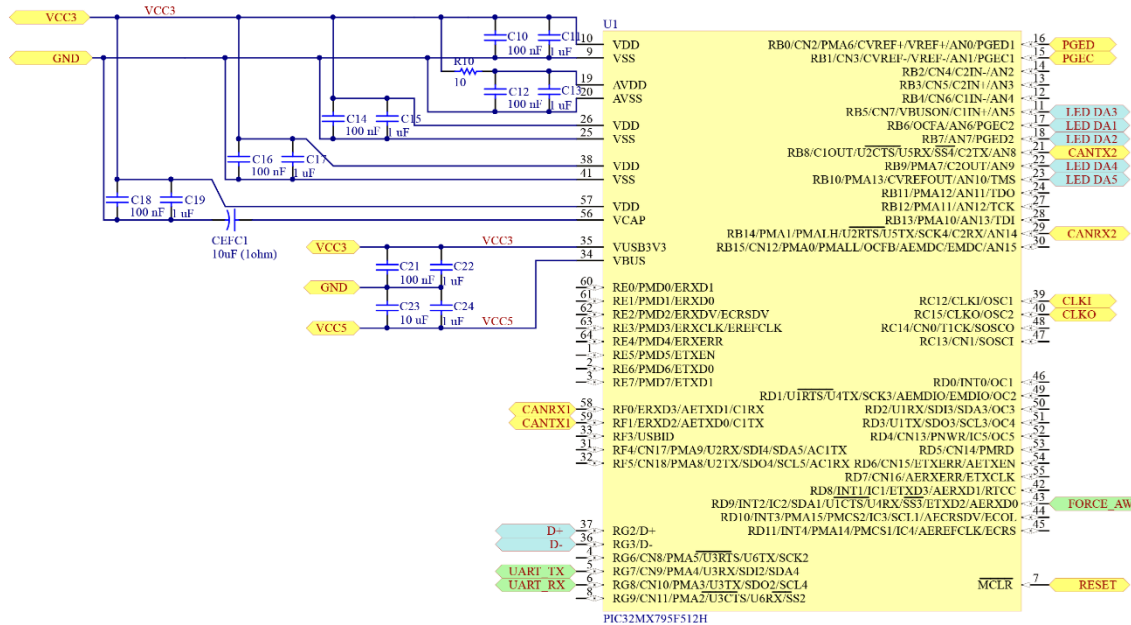 VCC3 VCC3
U1
GND
C10 100 nF
C11 1 uF
R10 10
C12 100 nF
C13 1 uF
C14 100 nF
C15 1 uF
C16 100 nF
C17 1 uF
C18 100 nF
C19 1 uF
CEFC1
10uF (1ohm)
VCC3 VCC3
C21 100 nF
C22 1 uF
GND
C23 10 uF
C24 1 uF
VCC5 VCC5
10 VDD
9 VSS
19 AVDD
20 AVSS
26 VDD
25 VSS
38 VDD
41 VSS
57 VDD
56 VCAP
35 VUSB3V3
34 VBUS
60 RE0/PMD0/ERXD1
61 RE1/PMD1/ERXD0
62 RE2/PMD2/ERXDV/ECRSDV
63 RE3/PMD3/ERXCLK/EREFCLK
64 RE4/PMD4/ERXERR
1 RE5/PMD5/ETXEN
2 RE6/PMD6/ETXD0
3 RE7/PMD7/ETXD1
CANRX1 58 RF0/ERXD3/AETXD1/C1RX
CANTX1 59 RF1/ERXD2/AETXD0/C1TX
33 RF3/USBID
31 RF4/CN17/PMA9/U2RX/SDI4/SDA5/AC1TX
32 RF5/CN18/PMA8/U2TX/SDO4/SCL5/AC1RX
D+ 37 RG2/D+
D- 36 RG3/D-
4 RG6/CN8/PMA5/U3RTS/U6TX/SCK2
UART_TX 5 RG7/CN9/PMA4/U3RX/SDI2/SDA4
UART_RX 6 RG8/CN10/PMA3/U3TX/SDO2/SCL4
8 RG9/CN11/PMA2/U3CTS/U6RX/SS2
RB0/CN2/PMA6/CVREF+/VREF+/AN0/PGED1 16 PGED
RB1/CN3/CVREF-/VREF-/AN1/PGEC1 15 PGEC
RB2/CN4/C2IN-/AN2 14
RB3/CN5/C2IN+/AN3 13
RB4/CN6/C1IN-/AN4 12
RB5/CN7/VBUSON/C1IN+/AN5 11 LED DA3
RB6/OCFA/AN6/PGEC2 17 LED DA1
RB7/AN7/PGED2 18 LED DA2
RB8/C1OUT/U2CTS/U5RX/SS4/C2TX/AN8 21 CANTX2
RB9/PMA7/C2OUT/AN9 22 LED DA4
RB10/PMA13/CVREFOUT/AN10/TMS 23 LED DA5
RB11/PMA12/AN11/TDO 24
RB12/PMA11/AN12/TCK 27
RB13/PMA10/AN13/TDI 28
RB14/PMA1/PMALH/U2RTS/U5TX/SCK4/C2RX/AN14 29 CANRX2
RB15/CN12/PMA0/PMALL/OCFB/AEMDC/EMDC/AN15 30
RC12/CLKI/OSC1 39 CLKI
RC15/CLKO/OSC2 40 CLKO
RC14/CN0/T1CK/SOSCO 48
RC13/CN1/SOSCI 47
RD0/INT0/OC1 46
RD1/U1RTS/U4TX/SCK3/AEMDIO/EMDIO/OC2 49
RD2/U1RX/SDI3/SDA3/OC3 50
RD3/U1TX/SDO3/SCL3/OC4 51
RD4/CN13/PNWR/IC5/OC5 52
RD5/CN14/PMRD 53
RD6/CN15/ETXERR/AETXEN 54
RD7/CN16/AERXERR/ETXCLK 55
RD8/INT1/IC1/ETXD3/AERXD1/RTCC 42
RD9/INT2/IC2/SDA1/U1CTS/U4RX/SS3/ETXD2/AERXD0 43 FORCE_AW
RD10/INT3/PMA15/PMCS2/IC3/SCL1/AECRSDV/ECOL 44
RD11/INT4/PMA14/PMCS1/IC4/AEREFCLK/ECRS 45
MCLR 7 RESET
PIC32MX795F512H